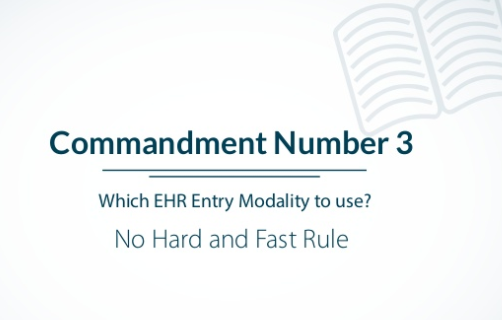 Commandment Number 3
Which EHR Entry Modality to use?
No Hard and Fast Rule